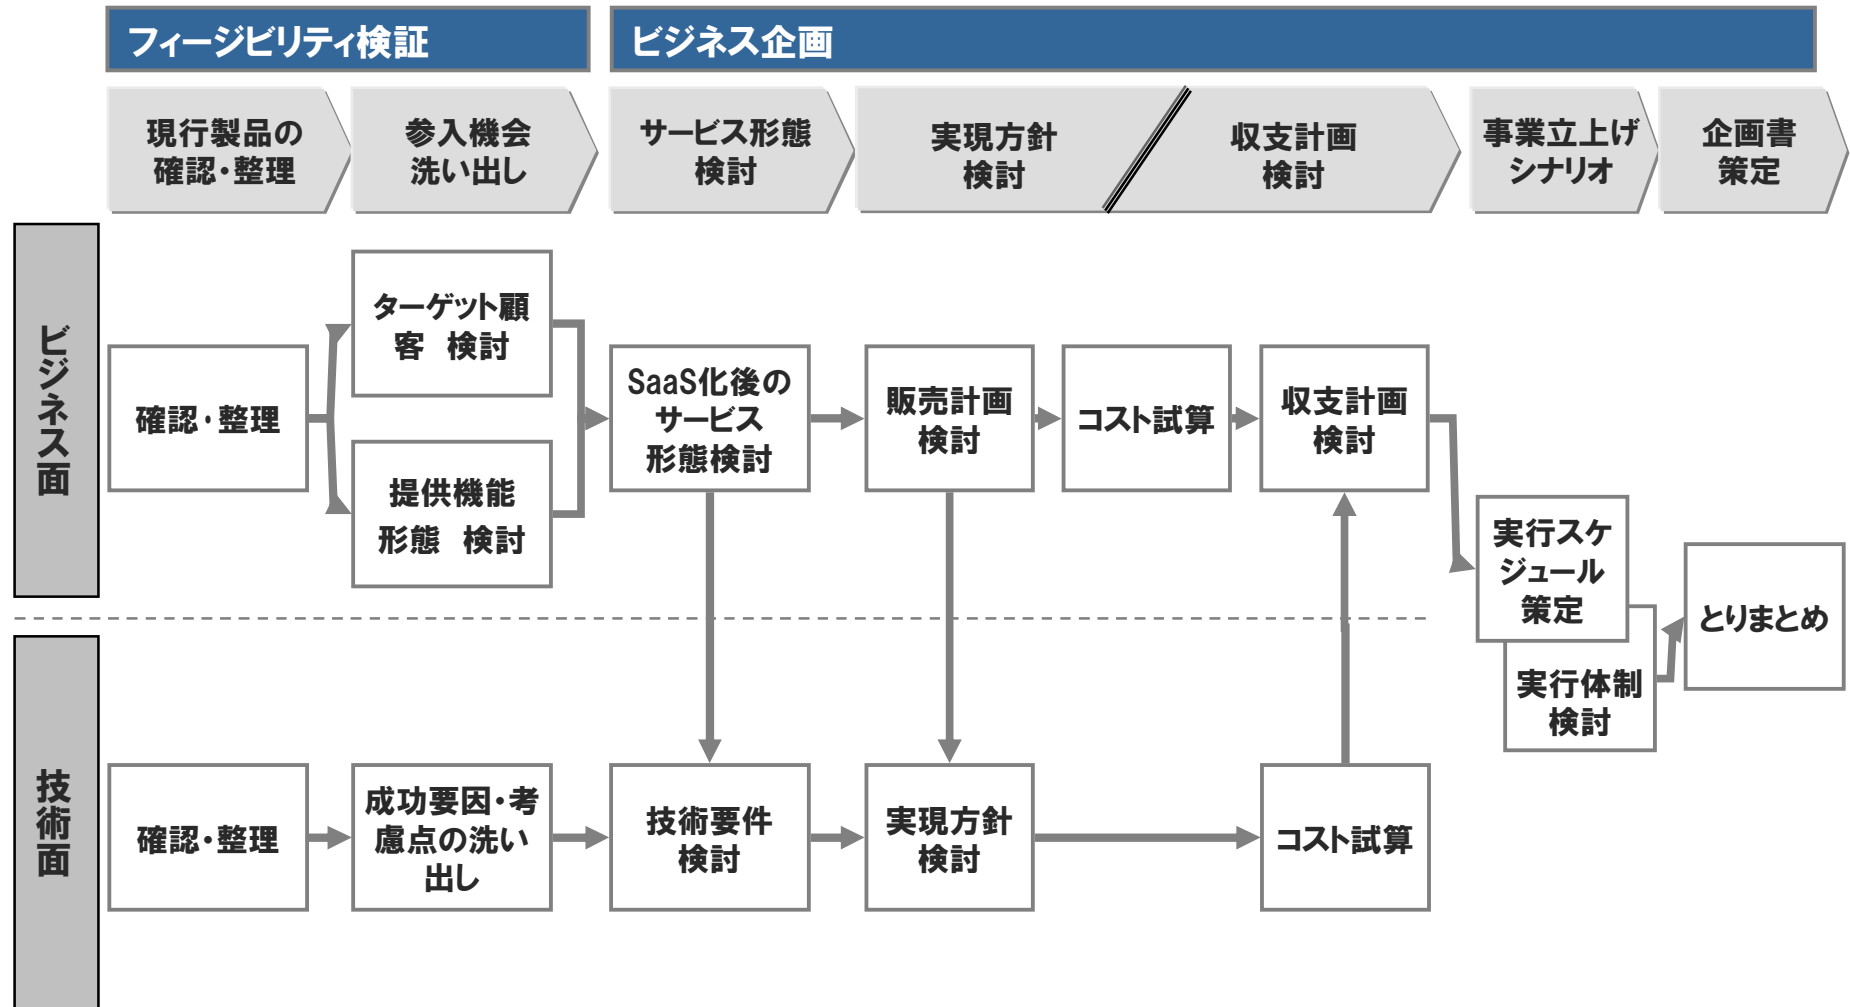 フィージビリティ検証
ビジネス企画
現行製品の
確認・整理
参入機会
洗い出し
サービス形態
検討
実現方針
検討
収支計画
検討
事業立上げ
シナリオ
企画書
策定
ビジネス面
確認・整理
ターゲット顧
客　検討
提供機能
形態　検討
SaaS化後の
サービス
形態検討
販売計画
検討
コスト試算
収支計画
検討
実行スケ
ジュール
策定
実行体制
検討
とりまとめ
技術面
確認・整理
成功要因・考
慮点の洗い
出し
技術要件
検討
実現方針
検討
コスト試算